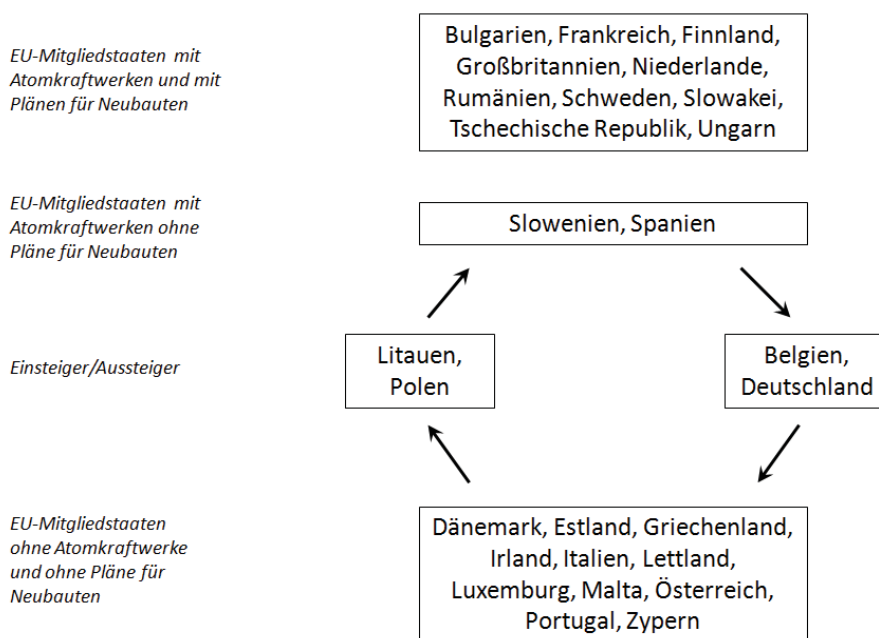 EU-Mitgliedstaaten mit
Atomkraftwerken und mit
Plänen für Neubauten
Bulgarien, Frankreich, Finnland,
Großbritannien, Niederlande,
Rumänien, Schweden, Slowakei,
Tschechische Republik, Ungarn
EU-Mitgliedstaaten mit
Atomkraftwerken ohne
Pläne für Neubauten
Slowenien, Spanien
Einsteiger/Aussteiger
Litauen,
Polen
Belgien,
Deutschland
EU-Mitgliedstaaten
ohne Atomkraftwerke
und ohne Pläne für
Neubauten
Dänemark, Estland, Griechenland,
Irland, Italien, Lettland,
Luxemburg, Malta, Österreich,
Portugal, Zypern